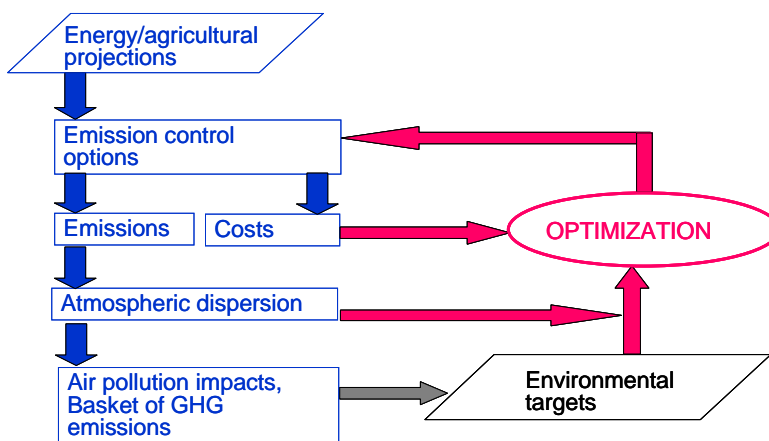 Energy/agricultural
projections
Emission control
options
Emissions
Costs
OPTIMIZATION
Atmospheric dispersion
Air pollution impacts,
Basket of GHG
emissions
Environmental
targets